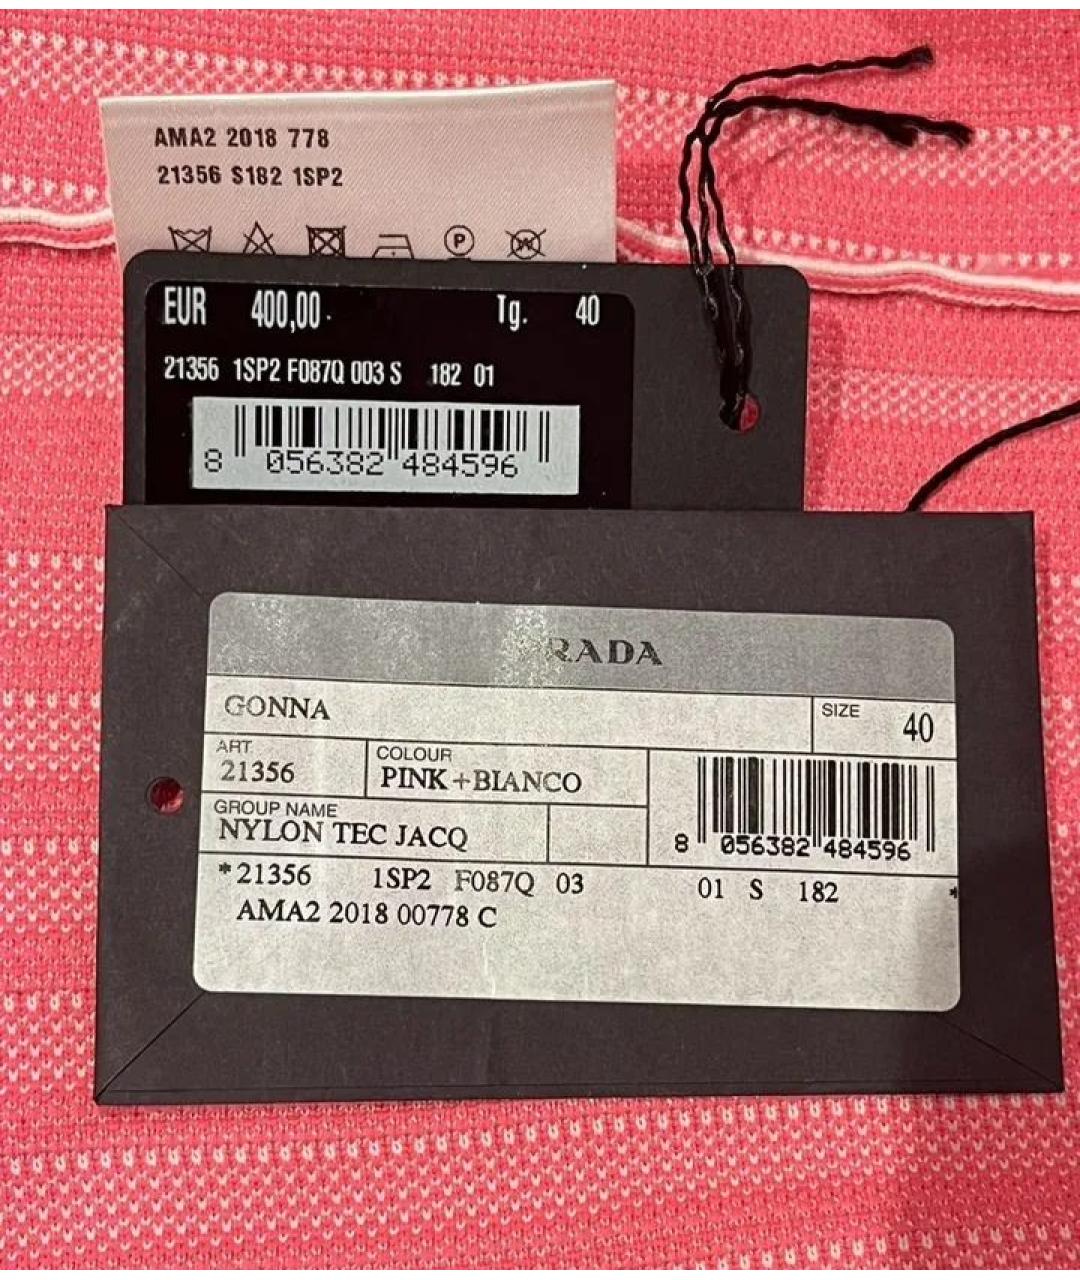 AMA2 2018 778
21356 S182 1SP2
P
W
EUR 400,00 Tg. 40
21356 1SP2 F087Q 003 S 182 01
8 056382 484596
RADA
GONNA
SIZE 40
ART.
21356
COLOUR
PINK+BIANCO
GROUP NAME
NYLON TEC JACQ
8 056382 484596
*21356 1SP2 F087Q 03 01 S 182 *
AMA2 2018 00778 C